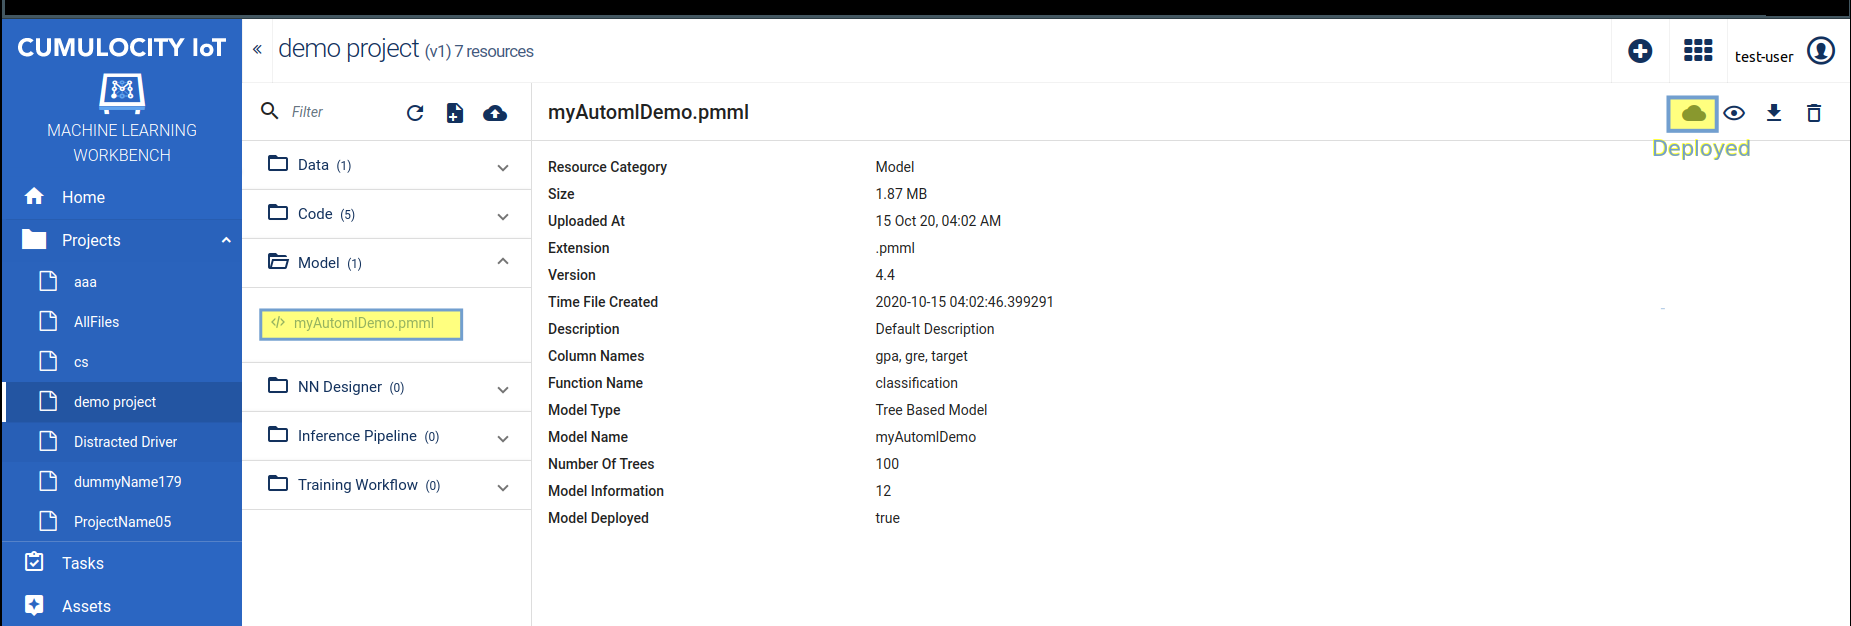 CUMULOCITY IoT
MACHINE LEARNING
WORKBENCH
Home
Projects
aaa
AllFiles
cs
demo project
Distracted Driver
dummyName179
ProjectName05
Tasks
Assets
« demo project (v1) 7 resources
test-user
Filter
Data (1)
Code (5)
Model (1)
</> myAutomlDemo.pmml
NN Designer (0)
Inference Pipeline (0)
Training Workflow (0)
myAutomlDemo.pmml
Deployed
Resource Category Model
Size 1.87 MB
Uploaded At 15 Oct 20, 04:02 AM
Extension .pmml
Version 4.4
Time File Created 2020-10-15 04:02:46.399291
Description Default Description
Column Names gpa, gre, target
Function Name classification
Model Type Tree Based Model
Model Name myAutomlDemo
Number Of Trees 100
Model Information 12
Model Deployed true